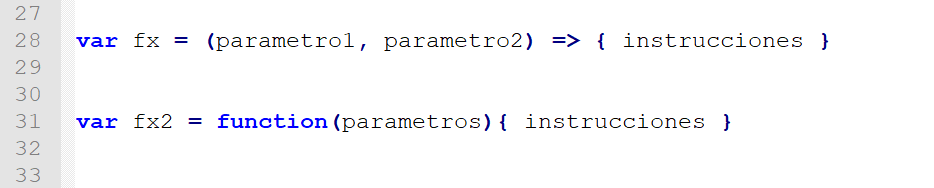 27
28 var fx = (parametro1, parametro2) => { instrucciones }
29
30
31 var fx2 = function(parametros){ instrucciones }
32
33